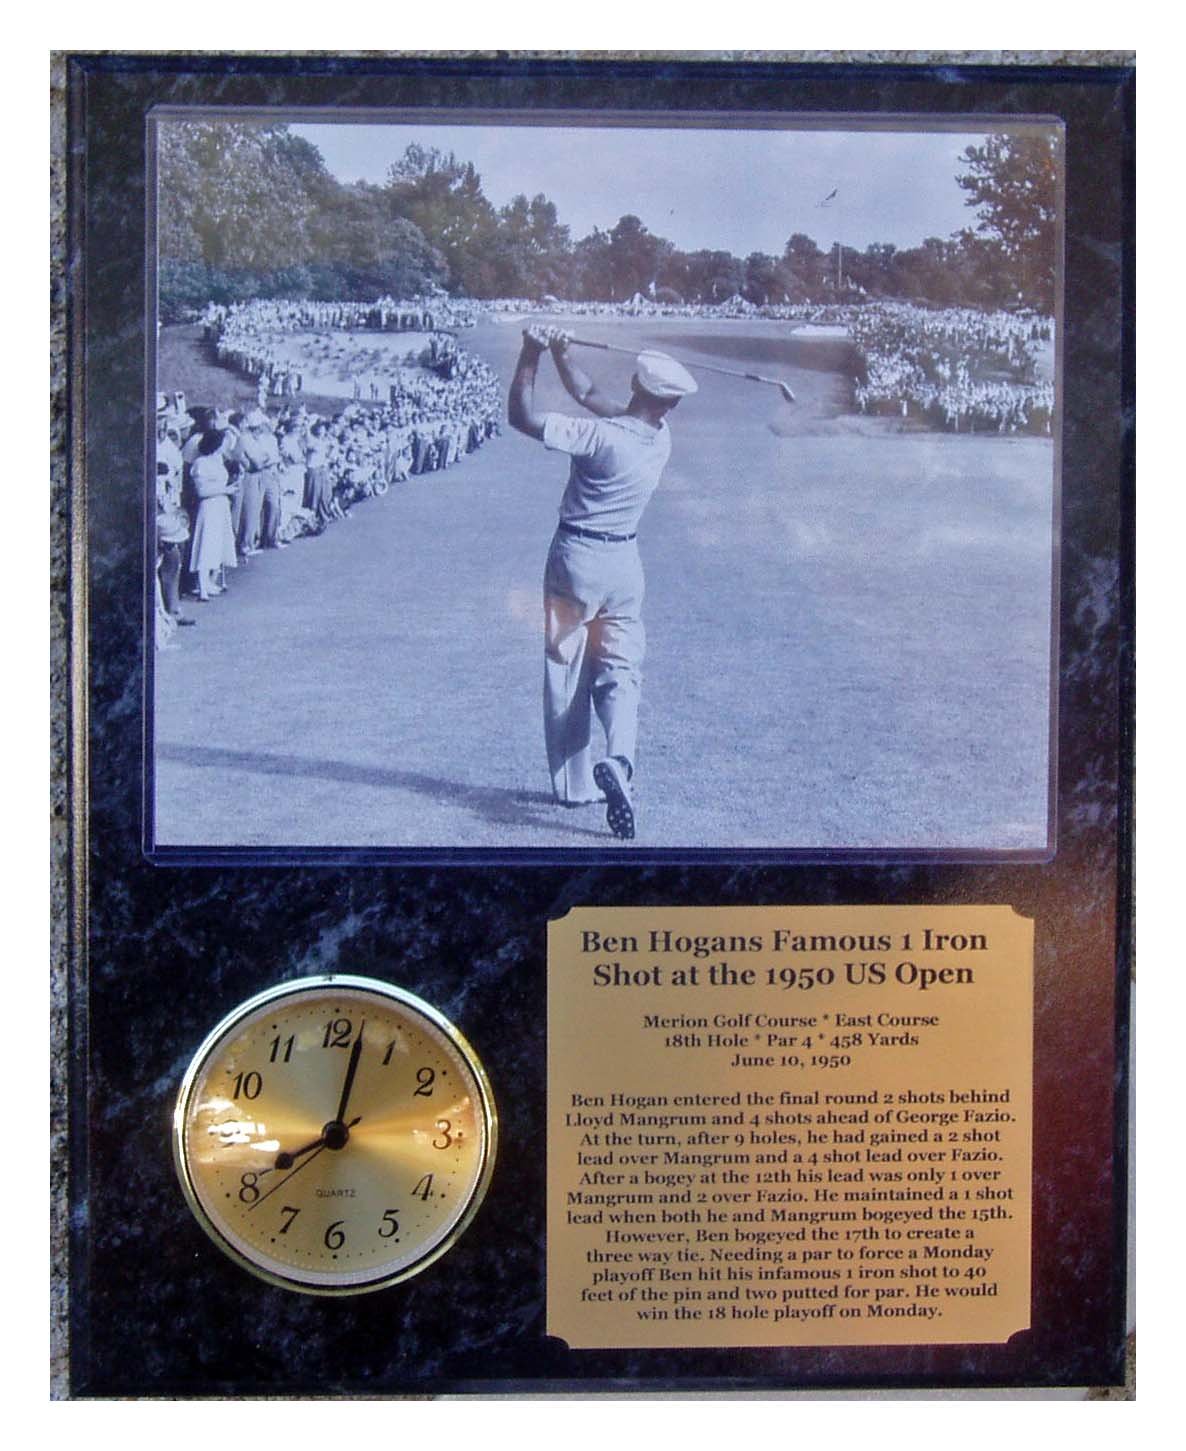 12
11
1
10
2
9
3
8
4
QUARTZ
7
5
6
Ben Hogans Famous 1 Iron
Shot at the 1950 US Open
Merion Golf Course * East Course
18th Hole * Par 4 * 458 Yards
June 10, 1950
Ben Hogan entered the final round 2 shots behind
Lloyd Mangrum and 4 shots ahead of George Fazio.
At the turn, after 9 holes, he had gained a 2 shot
lead over Mangrum and a 4 shot lead over Fazio.
After a bogey at the 12th his lead was only 1 over
Mangrum and 2 over Fazio. He maintained a 1 shot
lead when both he and Mangrum bogeyed the 15th.
However, Ben bogeyed the 17th to create a
three way tie. Needing a par to force a Monday
playoff Ben hit his infamous 1 iron shot to 40
feet of the pin and two putted for par. He would
win the 18 hole playoff on Monday.